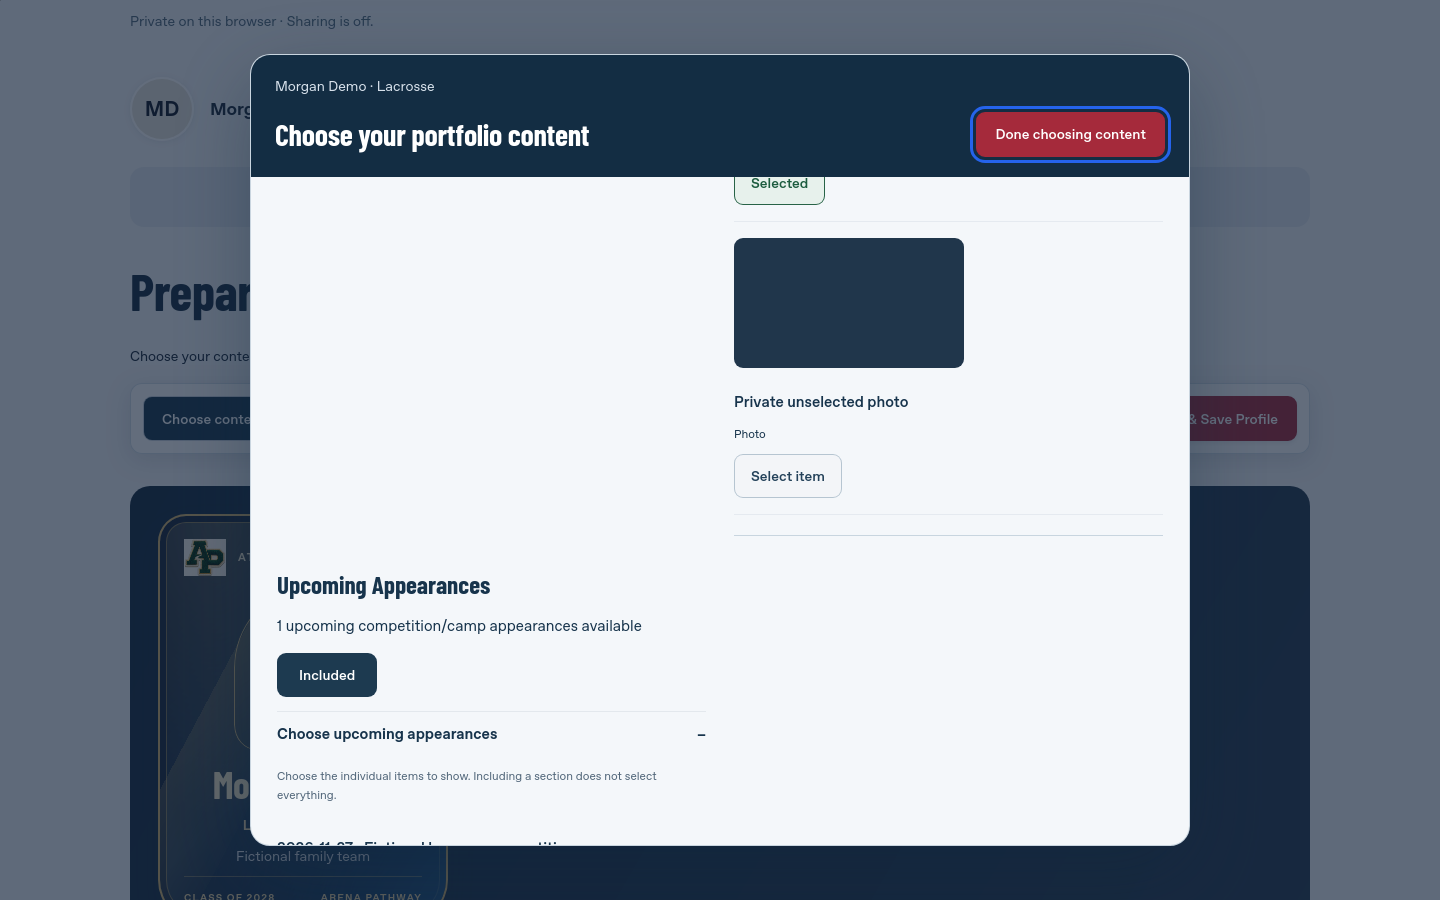 Private on this browser · Sharing is off.
MD
Morg
Morgan Demo · Lacrosse
Choose your portfolio content
Done choosing content
Selected
Prepar
Choose your conte
Choose conte
& Save Profile
Private unselected photo
Photo
Select item
AP
AT
Upcoming Appearances
1 upcoming competition/camp appearances available
Included
Choose upcoming appearances
–
Choose the individual items to show. Including a section does not select
everything.
Mo
L
Fictional family team
CLASS OF 2028
ARENA PATHWAY